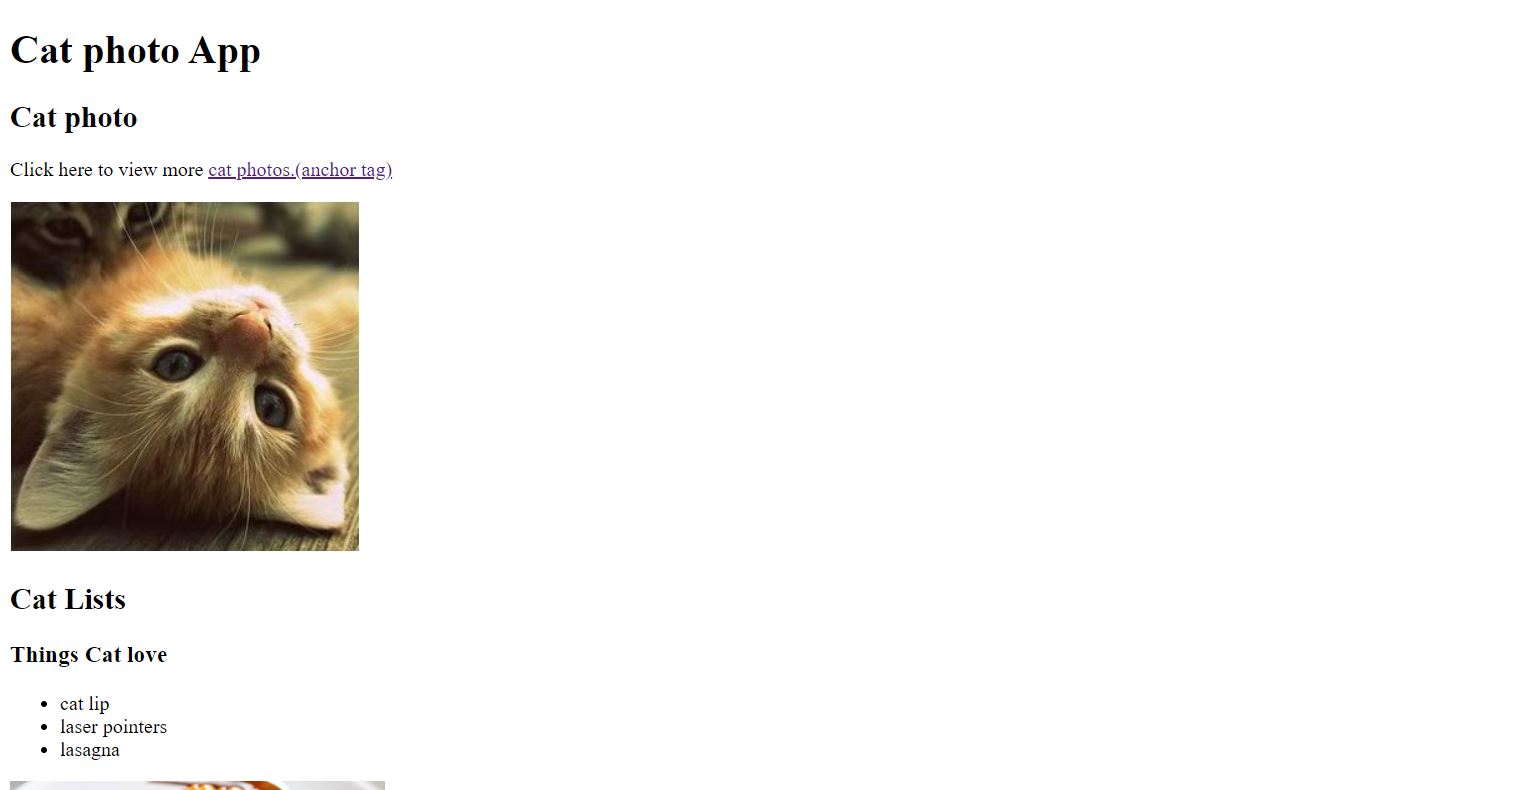 Cat photo App
Cat photo
Click here to view more cat photos.(anchor tag)
Cat Lists
Things Cat love
cat lip
laser pointers
lasagna